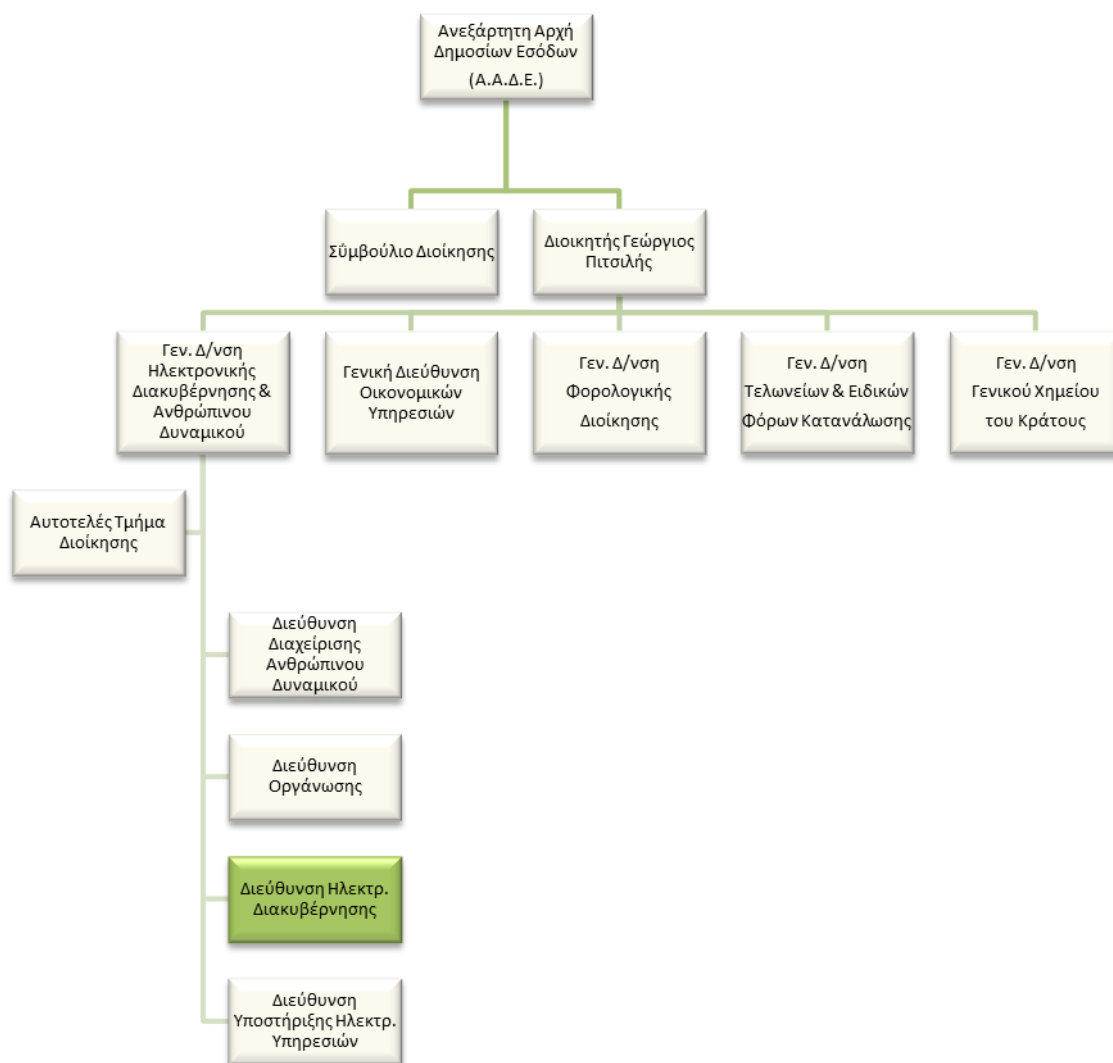 Ανεξάρτητη Αρχή
Δημοσίων Εσόδων
(Α.Α.Δ.Ε.)
Σΰμβούλιο Διοίκησης
Διοικητής Γεώργιος
Πιτσιλής
Γεν. Δ/νση
Ηλεκτρονικής
Διακυβέρνησης &
Ανθρώπινου
Δυναμικού
Γενική Διεύθυνση
Οικονομικών
Υπηρεσιών
Γεν. Δ/νση
Φορολογικής
Διοίκησης
Γεν. Δ/νση
Τελωνείων & Ειδικών
Φόρων Κατανάλωσης
Γεν. Δ/νση
Γενικού Χημείου
του Κράτους
Αυτοτελές Τμήμα
Διοίκησης
Διεύθυνση
Διαχείρισης
Ανθρώπινου
Δυναμικού
Διεύθυνση
Οργάνωσης
Διεύθυνση Ηλεκτρ.
Διακυβέρνησης
Διεύθυνση
Υποστήριξης Ηλεκτρ.
Υπηρεσιών